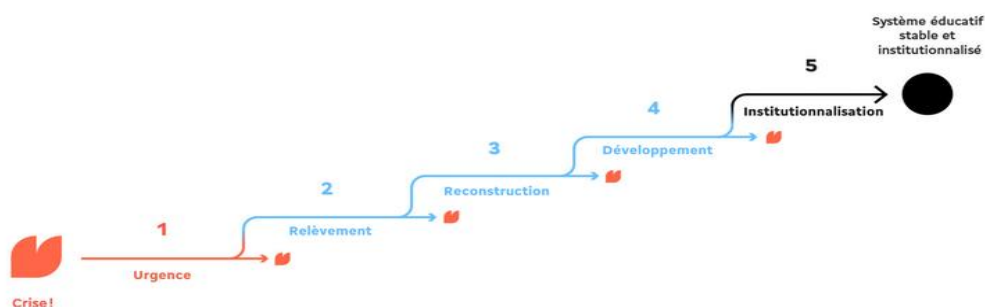 Système éducatif
stable et
institutionnalisé
5
Institutionnalisation
4
Développement
3
Reconstruction
2
Relèvement
1
Urgence
Crise!